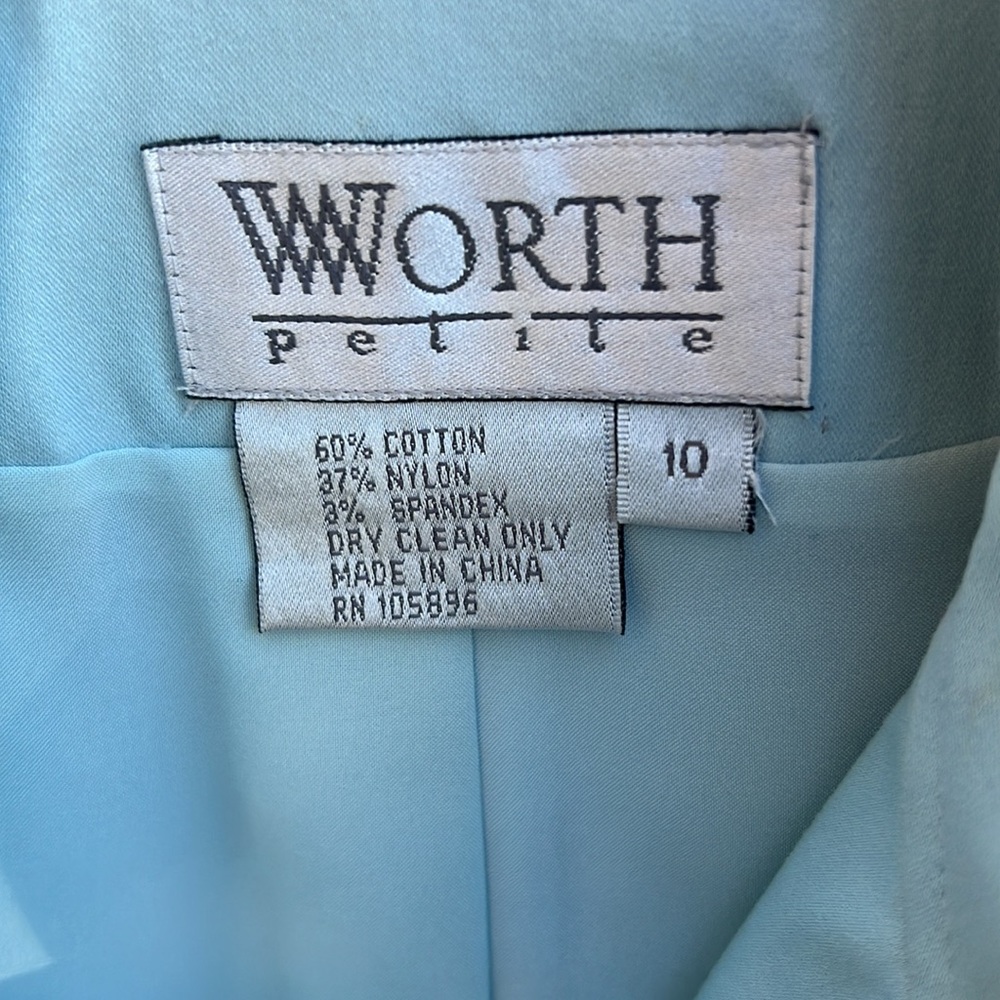 WORTH
petite
60% COTTON
37% NYLON
3% SPANDEX
DRY CLEAN ONLY
MADE IN CHINA
RN 105896
10